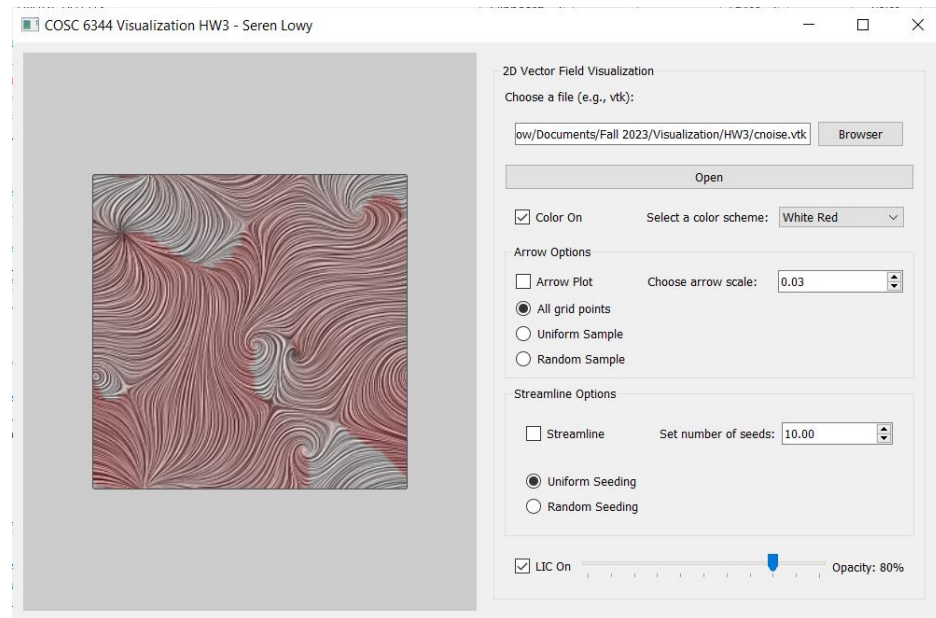 COSC 6344 Visualization HW3 - Seren Lowy
2D Vector Field Visualization
Choose a file (e.g., vtk):
ow/Documents/Fall 2023/Visualization/HW3/cnoise.vtk Browser
Open
Color On Select a color scheme: White Red
Arrow Options
Arrow Plot Choose arrow scale: 0.03
All grid points
Uniform Sample
Random Sample
Streamline Options
Streamline Set number of seeds: 10.00
Uniform Seeding
Random Seeding
LIC On Opacity: 80%